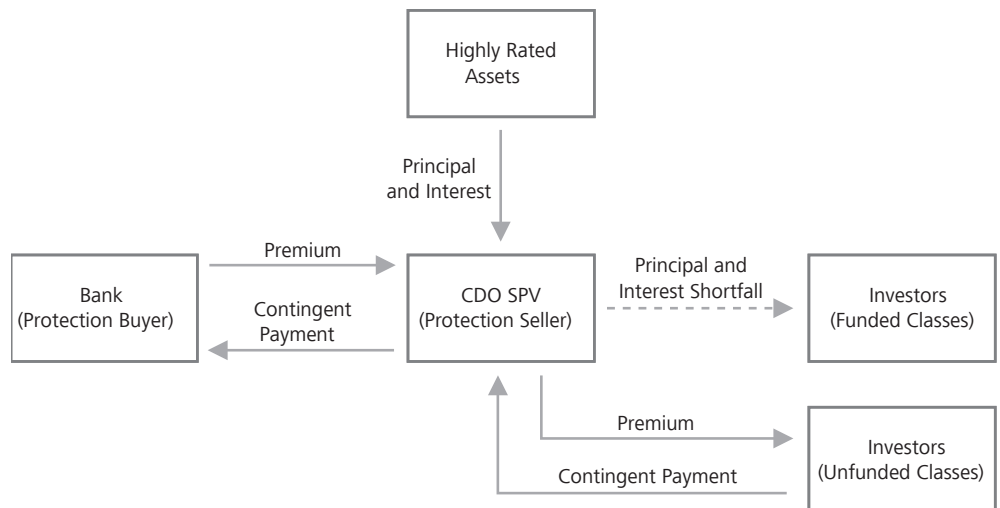 Highly Rated
Assets
Principal
and Interest
Premium
Bank
(Protection Buyer)
Contingent
Payment
CDO SPV
(Protection Seller)
Principal and
Interest Shortfall
Investors
(Funded Classes)
Premium
Contingent Payment
Investors
(Unfunded Classes)